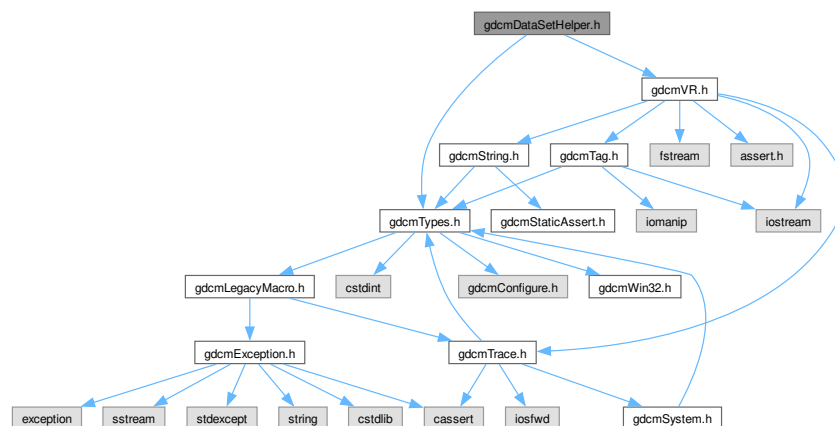 gdcmDataSetHelper.h
gdcmVR.h
gdcmString.h
gdcmTag.h
fstream
assert.h
gdcmTypes.h
gdcmStaticAssert.h
iomanip
iostream
gdcmLegacyMacro.h
cstdint
gdcmConfigure.h
gdcmWin32.h
gdcmException.h
gdcmTrace.h
exception
sstream
stdexcept
string
cstdlib
cassert
iosfwd
gdcmSystem.h